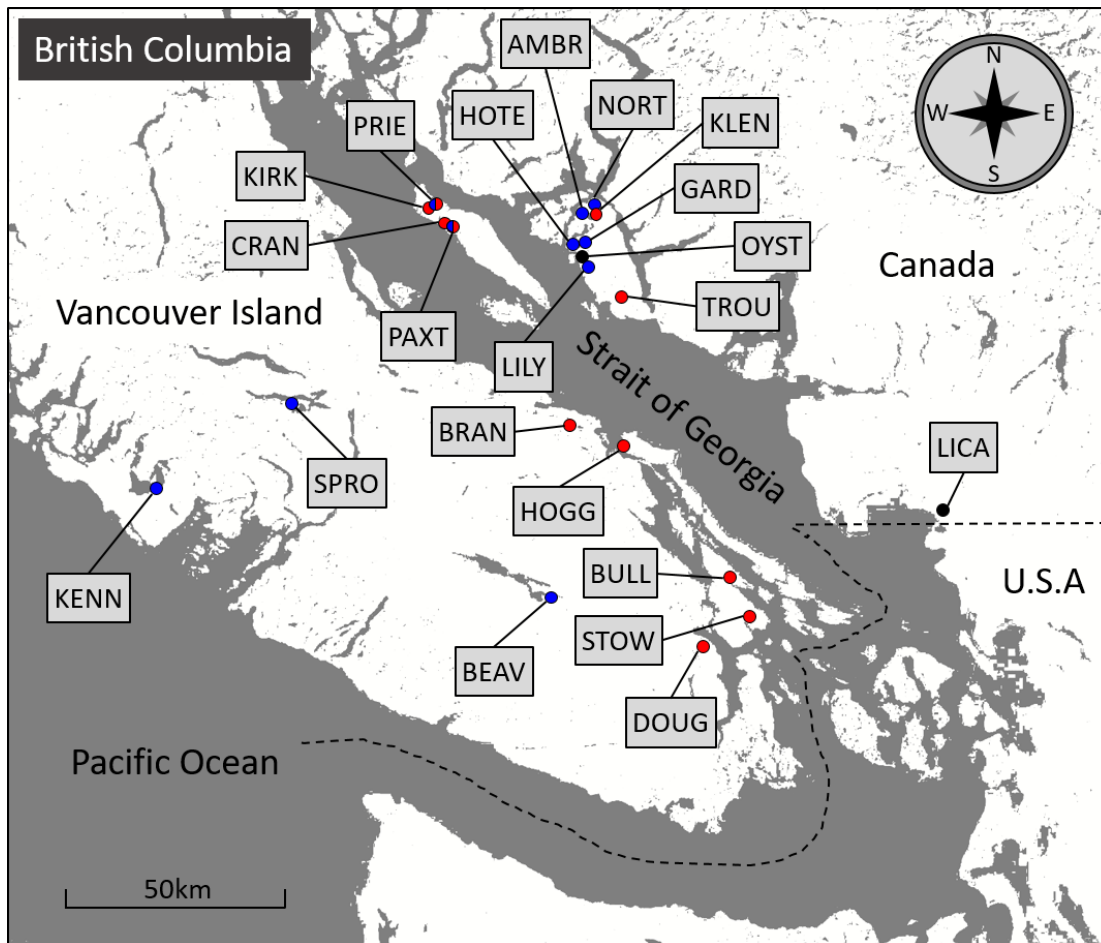 British Columbia
AMBR
NORT
HOTE
KLEN
PRIE
GARD
KIRK
CRAN
OYST
Canada
TROU
Vancouver Island
PAXT
LILY
Strait of Georgia
BRAN
LICA
SPRO
HOGG
BULL
U.S.A
KENN
STOW
BEAV
DOUG
Pacific Ocean
50km
N
W
E
S